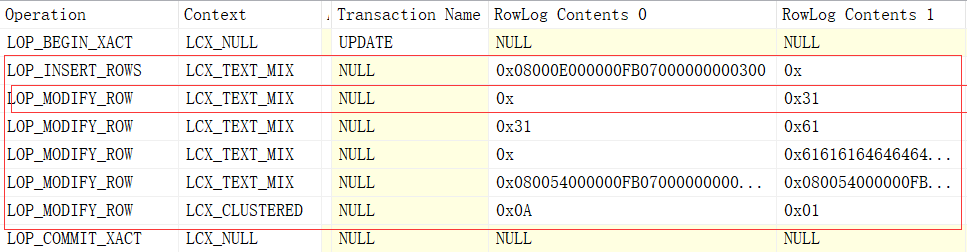 Operation Context Transaction Name RowLog Contents 0 RowLog Contents 1
LOP_BEGIN_XACT LCX_NULL UPDATE NULL NULL
LOP_INSERT_ROWS LCX_TEXT_MIX NULL 0x08000E000000FB07000000000300 0x
LOP_MODIFY_ROW LCX_TEXT_MIX NULL 0x 0x31
LOP_MODIFY_ROW LCX_TEXT_MIX NULL 0x31 0x61
LOP_MODIFY_ROW LCX_TEXT_MIX NULL 0x 0x61616164646464...
LOP_MODIFY_ROW LCX_TEXT_MIX NULL 0x080054000000FB07000000000... 0x080054000000FB...
LOP_MODIFY_ROW LCX_CLUSTERED NULL 0x0A 0x01
LOP_COMMIT_XACT LCX_NULL NULL NULL NULL